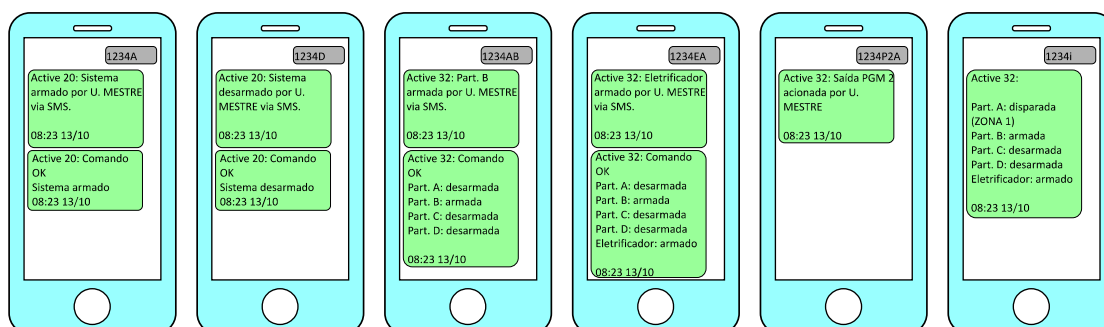 1234A
Active 20: Sistema
armado por U. MESTRE
via SMS.
08:23 13/10
Active 20: Comando
OK
Sistema armado
08:23 13/10
1234D
Active 20: Sistema
desarmado por U.
MESTRE via SMS.
08:23 13/10
Active 20: Comando
OK
Sistema desarmado
08:23 13/10
1234AB
Active 32: Part. B
armada por U. MESTRE
via SMS.
08:23 13/10
Active 32: Comando
OK
Part. A: desarmada
Part. B: armada
Part. C: desarmada
Part. D: desarmada
08:23 13/10
1234EA
Active 32: Eletrificador
armado por U. MESTRE
via SMS.
08:23 13/10
Active 32: Comando
OK
Part. A: desarmada
Part. B: armada
Part. C: desarmada
Part. D: desarmada
Eletrificador: armado
08:23 13/10
1234P2A
Active 32: Saída PGM 2
acionada por U.
MESTRE
08:23 13/10
1234i
Active 32:
Part. A: disparada
(ZONA 1)
Part. B: armada
Part. C: desarmada
Part. D: desarmada
Eletrificador: armado
08:23 13/10